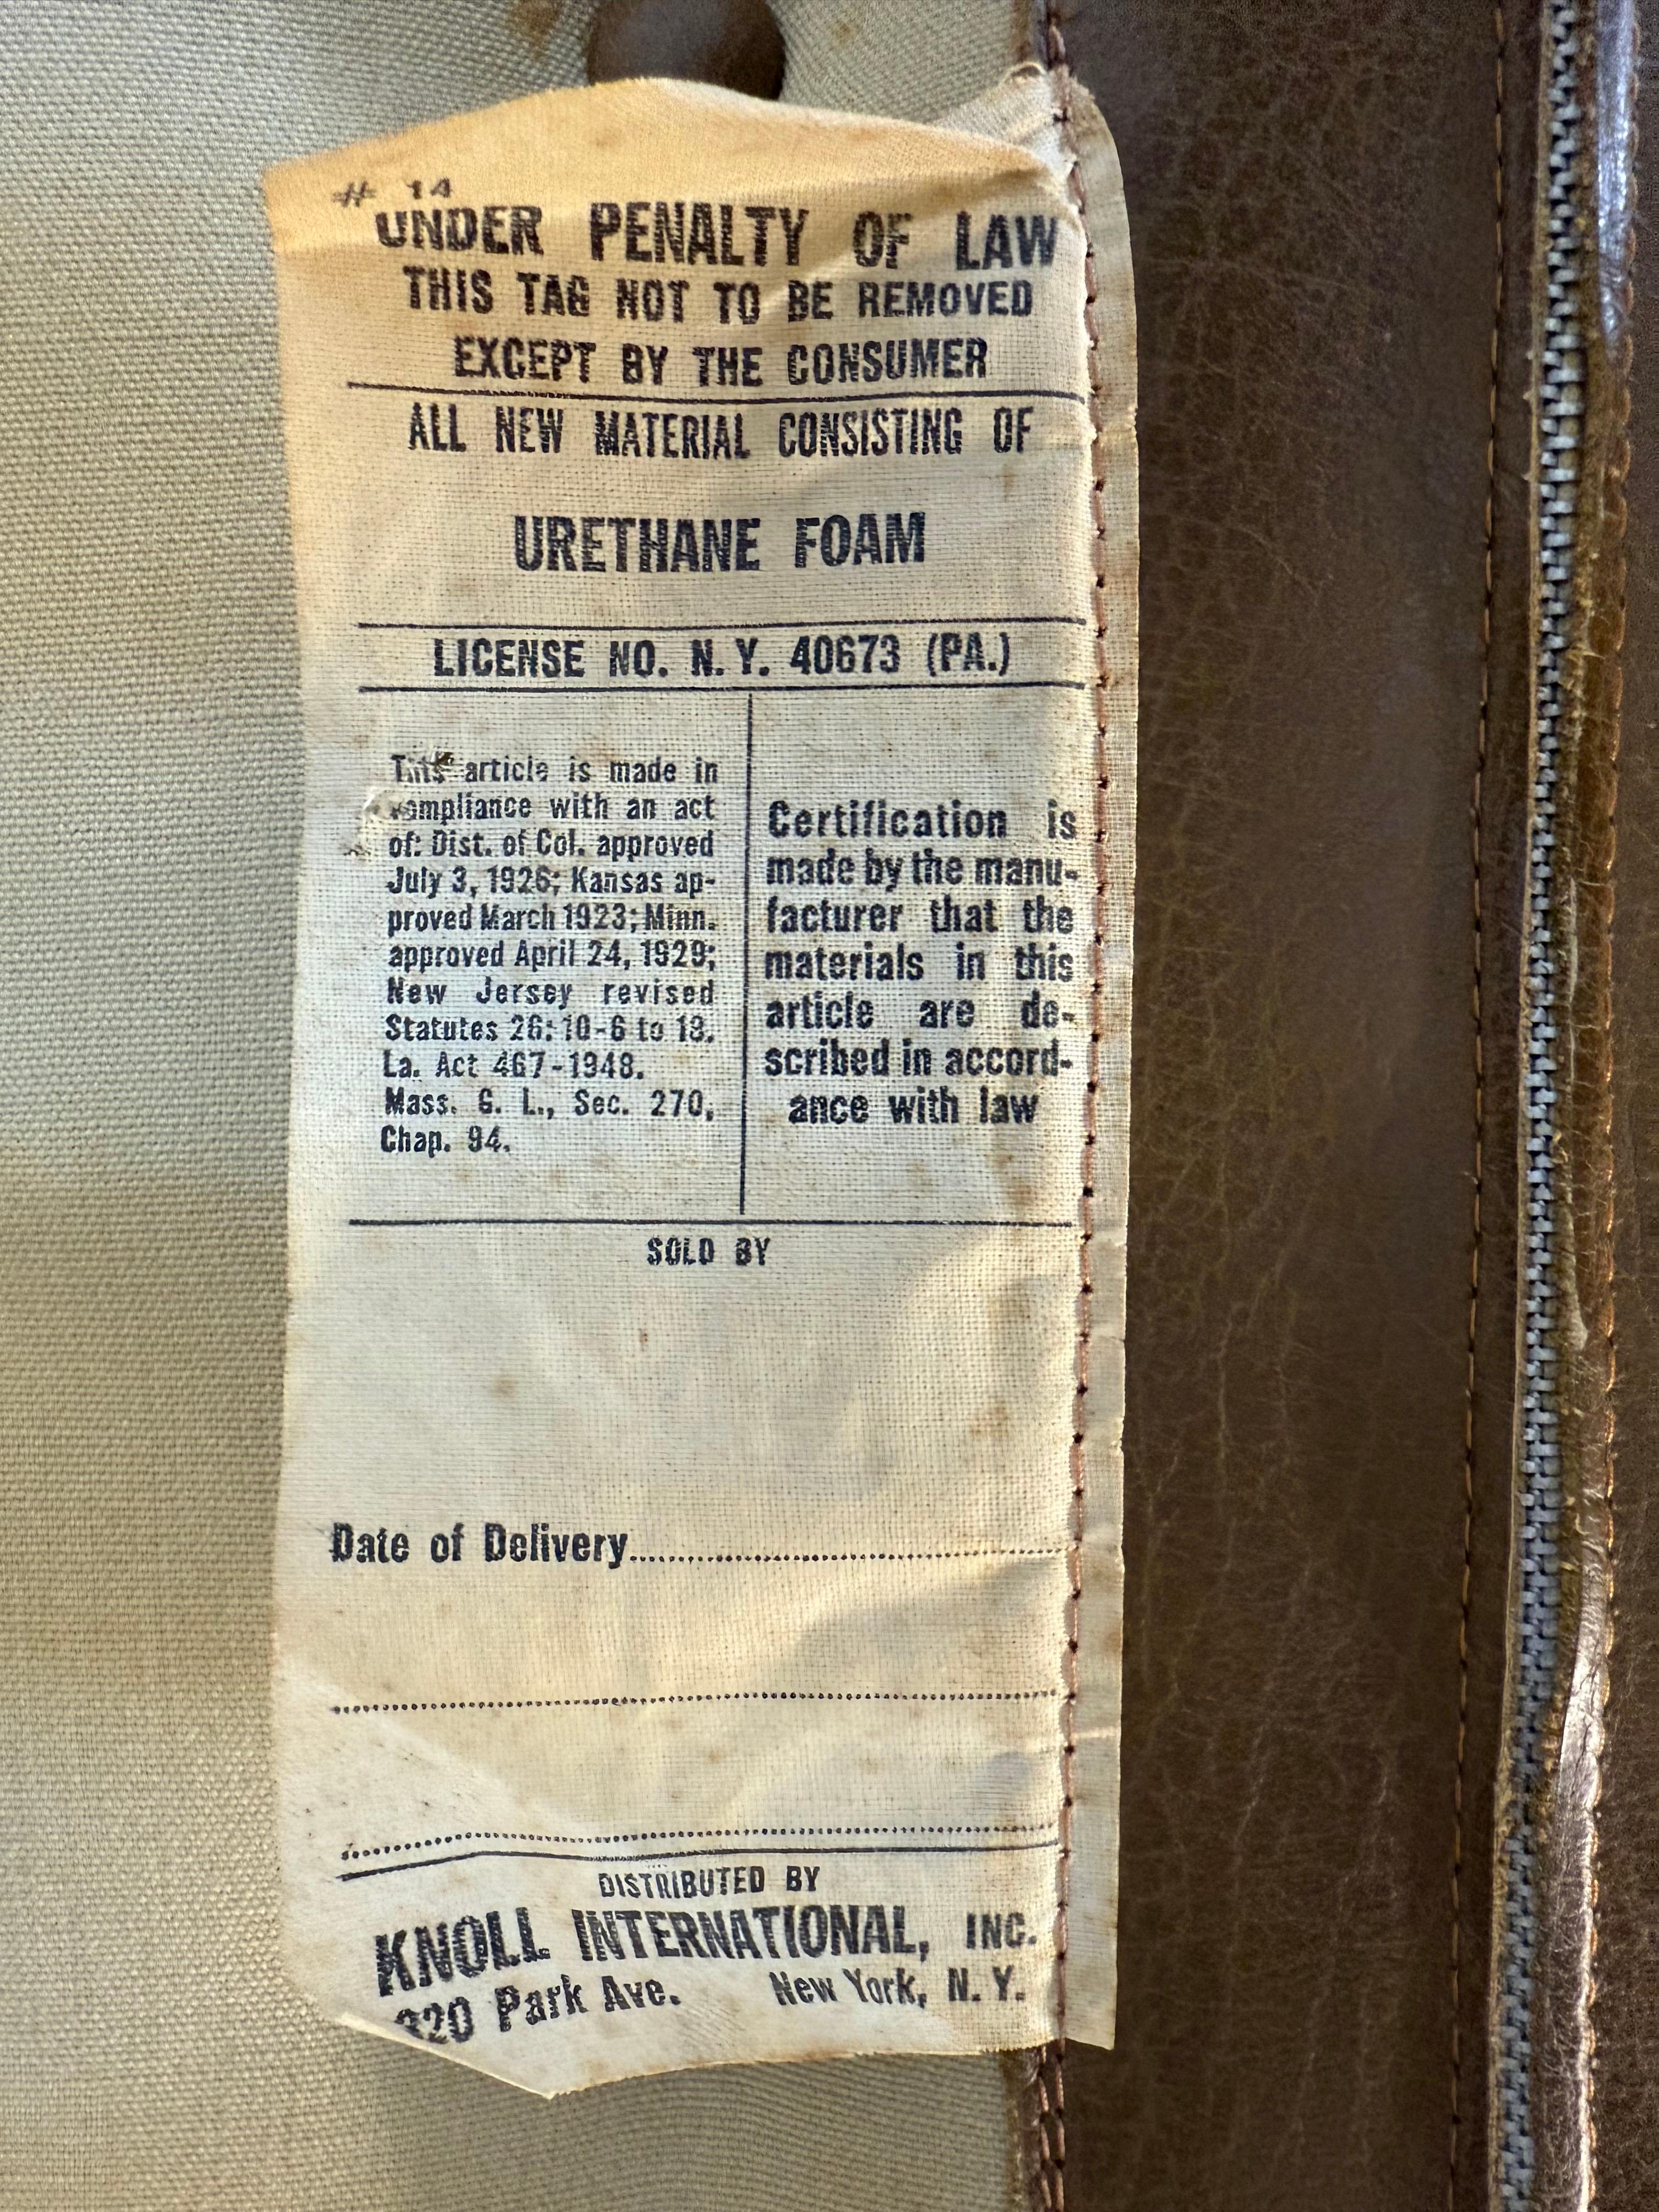 # 14
UNDER PENALTY OF LAW
THIS TAG NOT TO BE REMOVED
EXCEPT BY THE CONSUMER
ALL NEW MATERIAL CONSISTING OF
URETHANE FOAM
LICENSE NO. N.Y. 40673 (PA.)
This article is made in
compliance with an act
of: Dist. of Col. approved
July 3, 1926; Kansas ap-
proved March 1923; Minn.
approved April 24, 1929;
New Jersey revised
Statutes 26:10-6 to 18.
La. Act 467-1948.
Mass. G. L., Sec. 270,
Chap. 94.
Certification is
made by the manu-
facturer that the
materials in this
article are de-
scribed in accord-
ance with law
SOLD BY
Date of Delivery
DISTRIBUTED BY
KNOLL INTERNATIONAL, INC.
320 Park Ave. New York, N.Y.